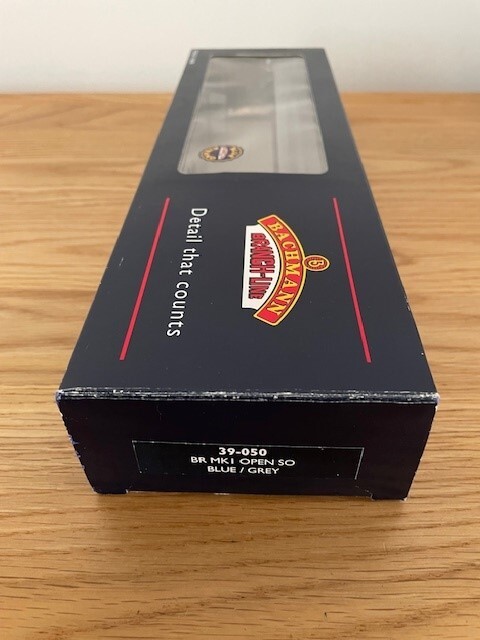 Detail that counts
BACHMANN
BRANCH-LINE
39-050
BR MK1 OPEN SO
BLUE / GREY